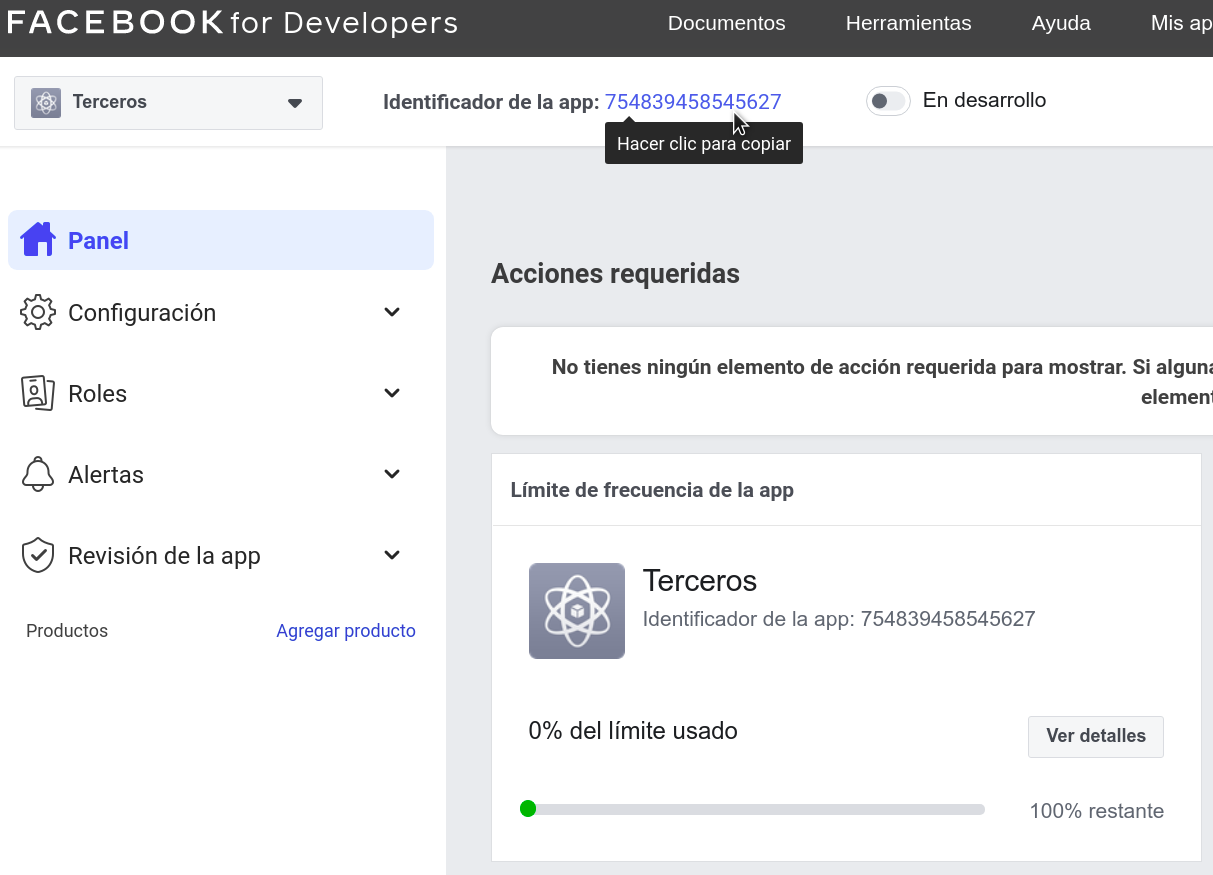 FACEBOOK for Developers
Documentos
Herramientas
Ayuda
Mis ap
Terceros
Identificador de la app: 754839458545627
En desarrollo
Hacer clic para copiar
Panel
Configuración
Roles
Alertas
Revisión de la app
Productos
Agregar producto
Acciones requeridas
No tienes ningún elemento de acción requerida para mostrar. Si alguna
element
Límite de frecuencia de la app
Terceros
Identificador de la app: 754839458545627
0% del límite usado
Ver detalles
100% restante